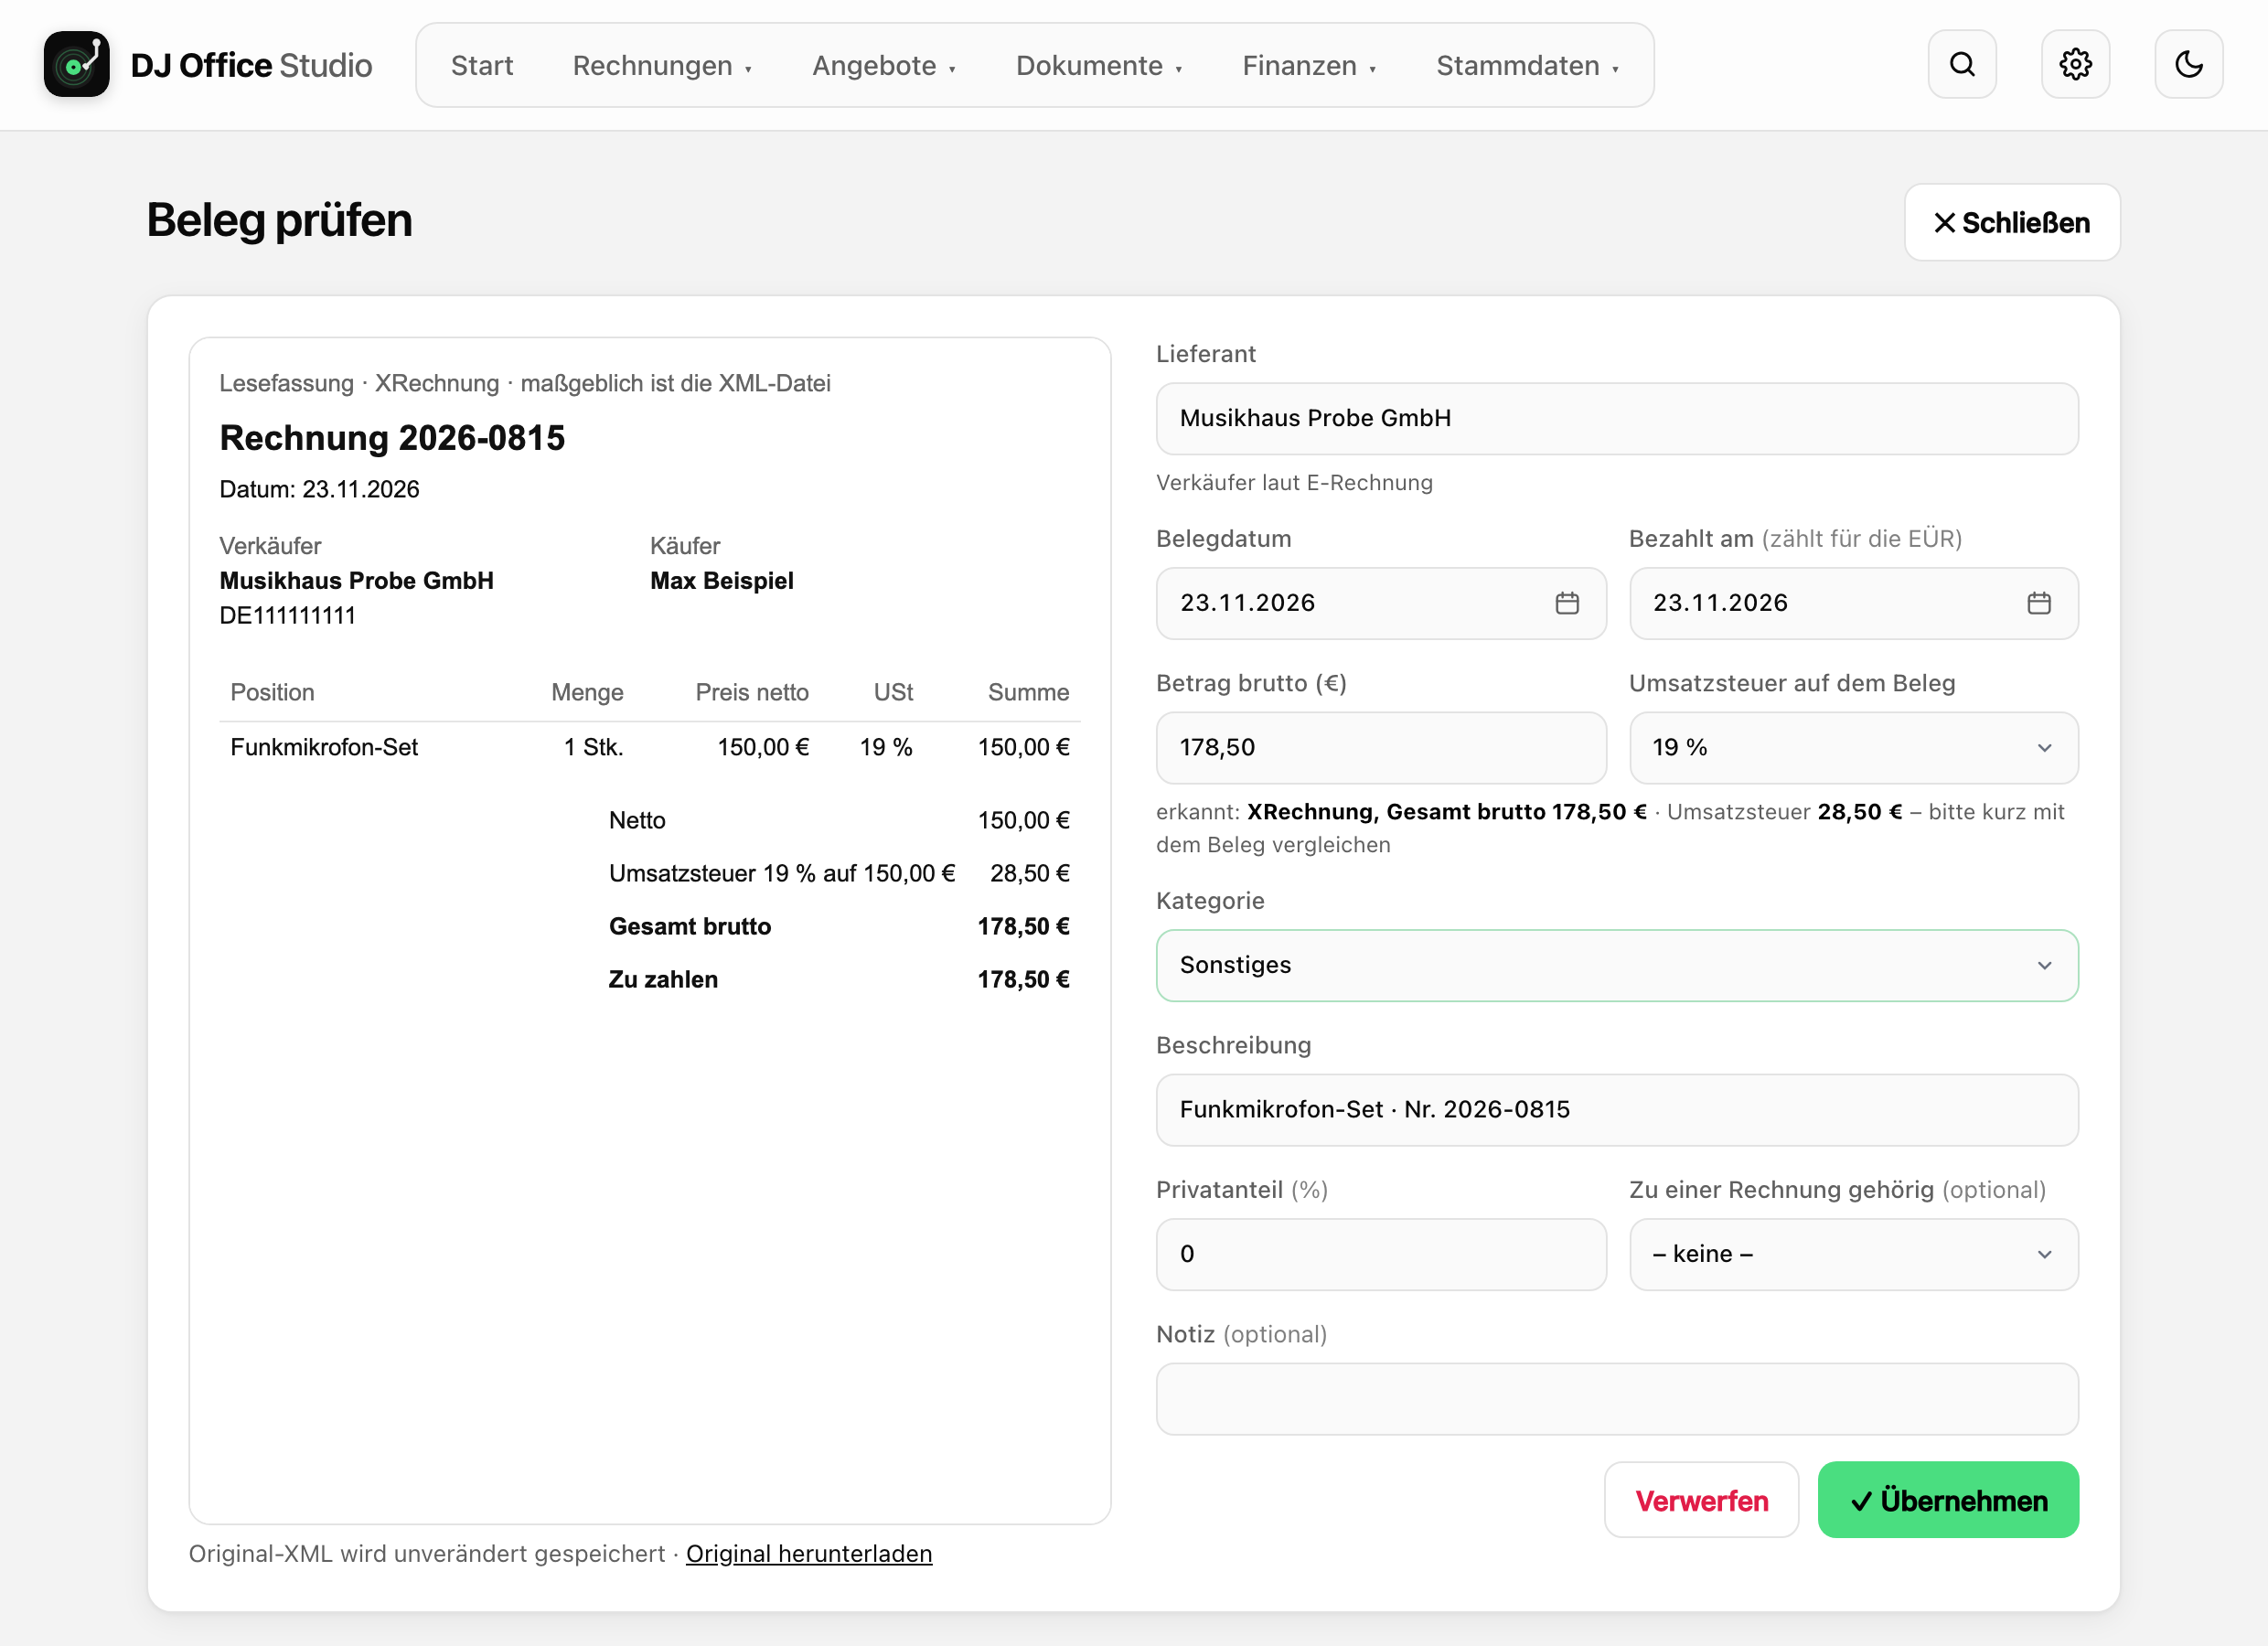 DJ Office Studio
Start
Rechnungen
Angebote
Dokumente
Finanzen
Stammdaten
Beleg prüfen
Schließen
Lesefassung · XRechnung · maßgeblich ist die XML-Datei
Rechnung 2026-0815
Datum: 23.11.2026
Verkäufer
Musikhaus Probe GmbH
DE111111111
Käufer
Max Beispiel
Position Menge Preis netto USt Summe
Funkmikrofon-Set 1 Stk. 150,00 € 19 % 150,00 €
Netto 150,00 €
Umsatzsteuer 19 % auf 150,00 € 28,50 €
Gesamt brutto 178,50 €
Zu zahlen 178,50 €
Original-XML wird unverändert gespeichert · Original herunterladen
Lieferant
Musikhaus Probe GmbH
Verkäufer laut E-Rechnung
Belegdatum
23.11.2026
Bezahlt am (zählt für die EÜR)
23.11.2026
Betrag brutto (€)
178,50
Umsatzsteuer auf dem Beleg
19 %
erkannt: XRechnung, Gesamt brutto 178,50 € · Umsatzsteuer 28,50 € – bitte kurz mit
dem Beleg vergleichen
Kategorie
Sonstiges
Beschreibung
Funkmikrofon-Set · Nr. 2026-0815
Privatanteil (%)
0
Zu einer Rechnung gehörig (optional)
– keine –
Notiz (optional)
Verwerfen
✓ Übernehmen